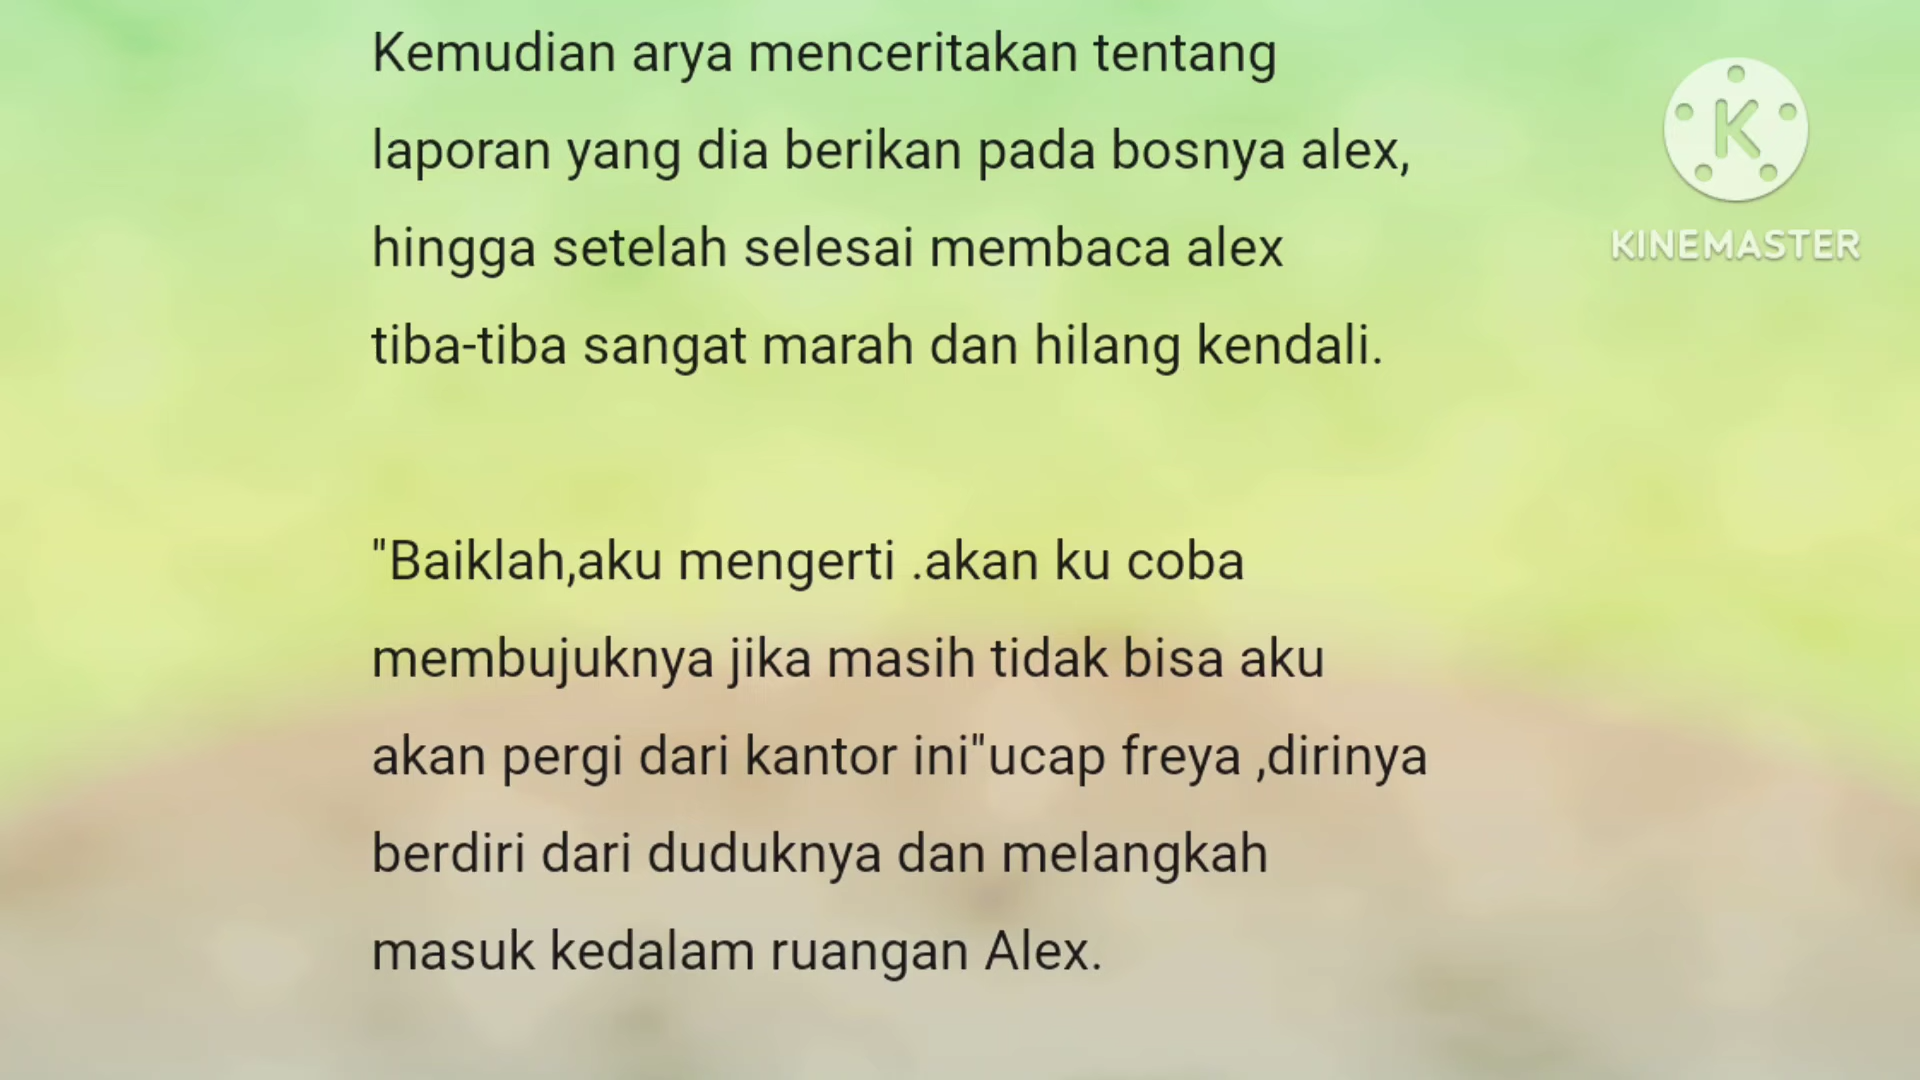 Kemudian arya menceritakan tentang
laporan yang dia berikan pada bosnya alex,
hingga setelah selesai membaca alex
tiba-tiba sangat marah dan hilang kendali.
"Baiklah,aku mengerti .akan ku coba
membujuknya jika masih tidak bisa aku
akan pergi dari kantor ini"ucap freya ,dirinya
berdiri dari duduknya dan melangkah
masuk kedalam ruangan Alex.
K
KINEMASTER